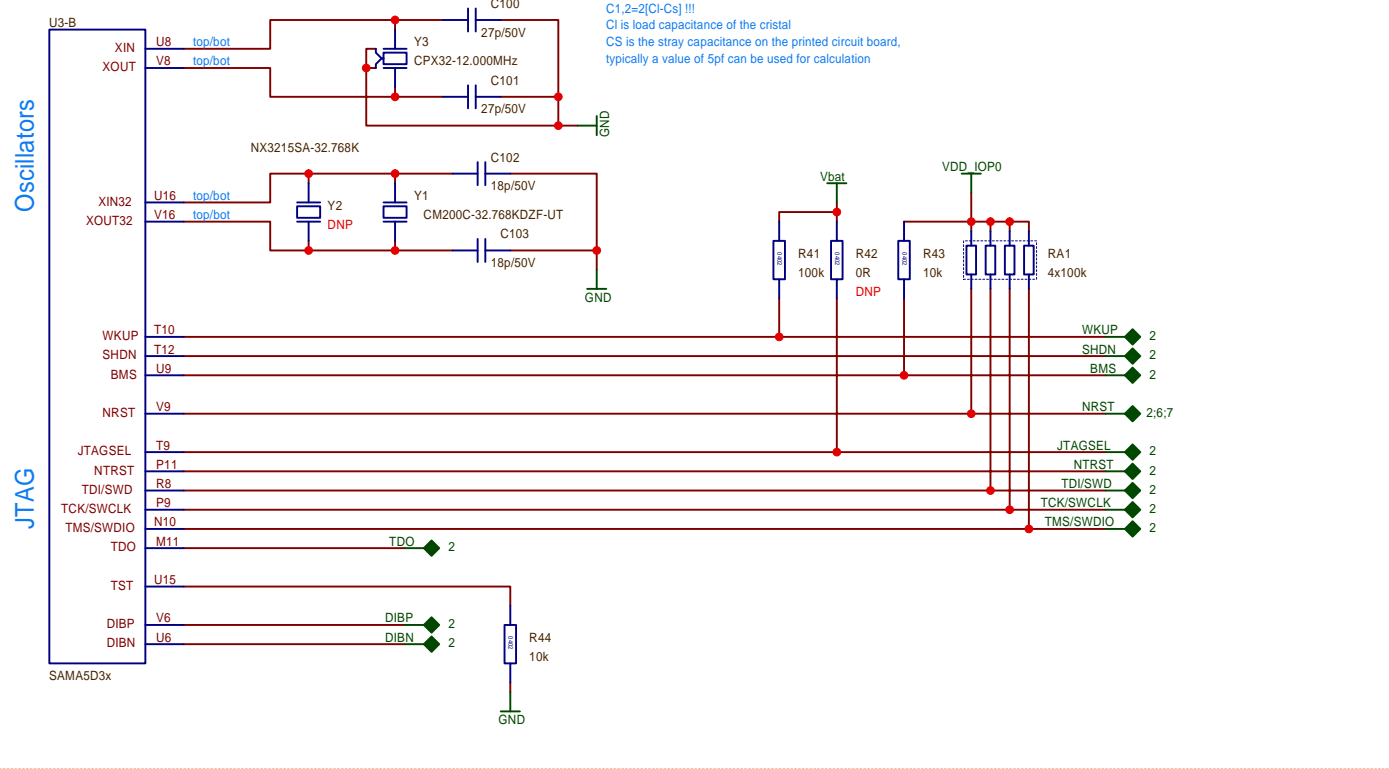 C100
C1,2=2[Cl-Cs] !!!
U3-B
27p/50V
Cl is load capacitance of the cristal
XIN U8 top/bot
Y3
CS is the stray capacitance on the printed circuit board,
XOUT V8 top/bot
CPX32-12.000MHz
typically a value of 5pf can be used for calculation
C101
27p/50V
GND
Oscillators
NX3215SA-32.768K
C102
18p/50V
XIN32 U16 top/bot
Y2
DNP
Y1
CM200C-32.768KDZF-UT
XOUT32 V16 top/bot
C103
18p/50V
GND
Vbat
VDD_IOP0
0402
R41
100k
0402
R42
0R
DNP
0402
R43
10k
RA1
4x100k
WKUP T10 WKUP 2
SHDN T12 SHDN 2
BMS U9 BMS 2
NRST V9 NRST 2;6;7
JTAG
JTAGSEL T9 JTAGSEL 2
NTRST P11 NTRST 2
TDI/SWD R8 TDI/SWD 2
TCK/SWCLK P9 TCK/SWCLK 2
TMS/SWDIO N10 TMS/SWDIO 2
TDO M11 TDO 2
TST U15
DIBP V6 DIBP 2
DIBN U6 DIBN 2
0402
R44
10k
SAMA5D3x
GND